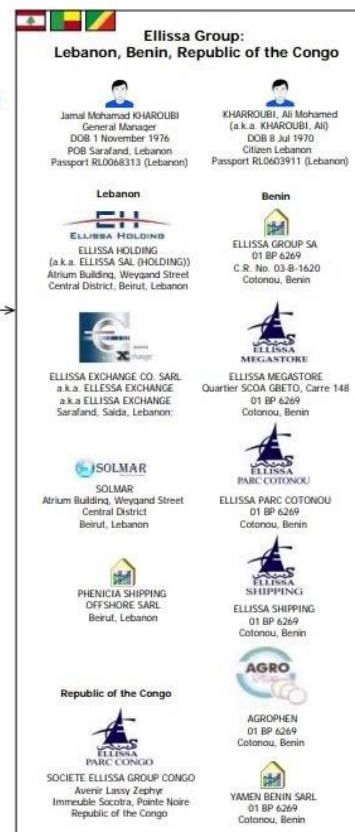 Ellissa Group:
Lebanon, Benin, Republic of the Congo
Jamal Mohamad KHAROUBI
General Manager
DOB 1 November 1976
POB Sarafand, Lebanon
Passport RL0068313 (Lebanon)
KHARROUBI, Ali Mohamed
(a.k.a. KHAROUBI, Ali)
DOB 8 Jul 1970
Citizen Lebanon
Passport RL0603911 (Lebanon)
Lebanon
EH
ELLISSA HOLDING
ELLISSA HOLDING
(a.k.a. ELLISSA SAL (HOLDING))
Atrium Building, Weygand Street
Central District, Beirut, Lebanon
xchange
ELLISSA EXCHANGE CO. SARL
a.k.a. ELLESSA EXCHANGE
a.k.a ELLISSA EXCHANGE
Sarafand, Saida, Lebanon:
SOLMAR
SOLMAR
Atrium Building, Weygand Street
Central District
Beirut, Lebanon
PHENICIA SHIPPING
OFFSHORE SARL
Beirut, Lebanon
Republic of the Congo
ELLISSA
PARC CONGO
SOCIETE ELLISSA GROUP CONGO
Avenir Lassy Zephyr
Immeuble Socotra, Pointe Noire
Republic of the Congo
Benin
ELLISSA GROUP SA
01 BP 6269
C.R. No. 03-B-1620
Cotonou, Benin
ELLISSA
MEGASTORE
ELLISSA MEGASTORE
Quartier SCOA GBETO, Carre 148
01 BP 6269
Cotonou, Benin
ELLISSA
PARC COTONOU
ELLISSA PARC COTONOU
01 BP 6269
Cotonou, Benin
ELLISSA
SHIPPING
ELLISSA SHIPPING
01 BP 6269
Cotonou, Benin
AGRO
AGROPHEN
01 BP 6269
Cotonou, Benin
YAMEN BENIN SARL
01 BP 6269
Cotonou, Benin